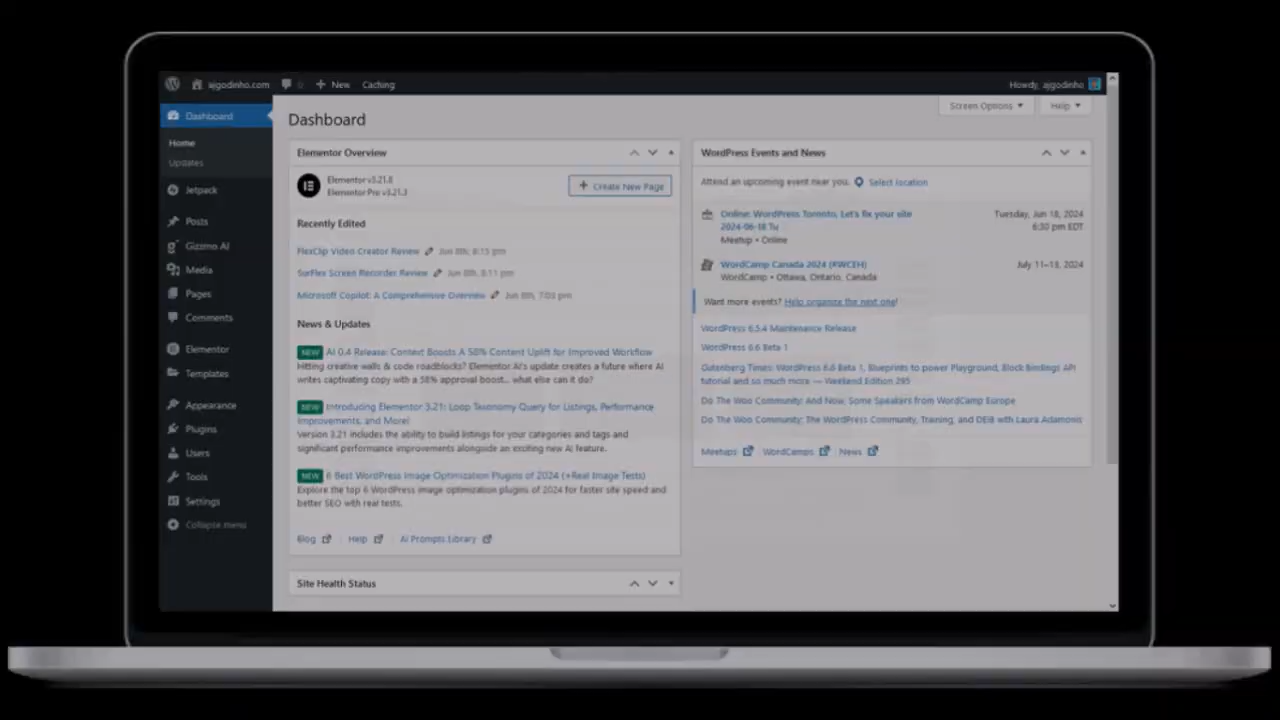 ajgodinho.com 0 New Caching
Howdy, ajgodinho
Dashboard
Home
Updates
Jetpack
Posts
Gizmo AI
Media
Pages
Comments
Elementor
Templates
Appearance
Plugins
Users
Tools
Settings
Collapse menu
Screen Options
Help
Dashboard
Elementor Overview
Elementor v3.21.8
Elementor Pro v3.21.3
Create New Page
Recently Edited
FlexClip Video Creator Review Jun 8th, 8:15 pm
SurFlex Screen Recorder Review Jun 8th, 8:11 pm
Microsoft Copilot: A Comprehensive Overview Jun 8th, 7:03 pm
News & Updates
NEW AI 0.4 Release: Context Boosts A 58% Content Uplift for Improved Workflow
Hitting creative walls & code roadblocks? Elementor AI's update creates a future where AI
writes captivating copy with a 58% approval boost... what else can it do?
NEW Introducing Elementor 3.21: Loop Taxonomy Query for Listings, Performance
Improvements, and More!
Version 3.21 includes the ability to build listings for your categories and tags and
significant performance improvements alongside an exciting new AI feature.
NEW 6 Best WordPress Image Optimization Plugins of 2024 (+Real Image Tests)
Explore the top 6 WordPress image optimization plugins of 2024 for faster site speed and
better SEO with real tests.
Blog Help AI Prompts Library
Site Health Status
WordPress Events and News
Attend an upcoming event near you. Select location
Online: WordPress Toronto, Let's fix your site
2024-06-18 Tu
Meetup • Online
Tuesday, Jun 18, 2024
6:30 pm EDT
WordCamp Canada 2024 (#WCEH)
WordCamp • Ottawa, Ontario, Canada
July 11–13, 2024
Want more events? Help organize the next one!
WordPress 6.5.4 Maintenance Release
WordPress 6.6 Beta 1
Gutenberg Times: WordPress 6.6 Beta 1, Blueprints to power Playground, Block Bindings API
tutorial and so much more — Weekend Edition 295
Do The Woo Community: And Now, Some Speakers from WordCamp Europe
Do The Woo Community: The WordPress Community, Training, and DEIB with Laura Adamonis
Meetups WordCamps News